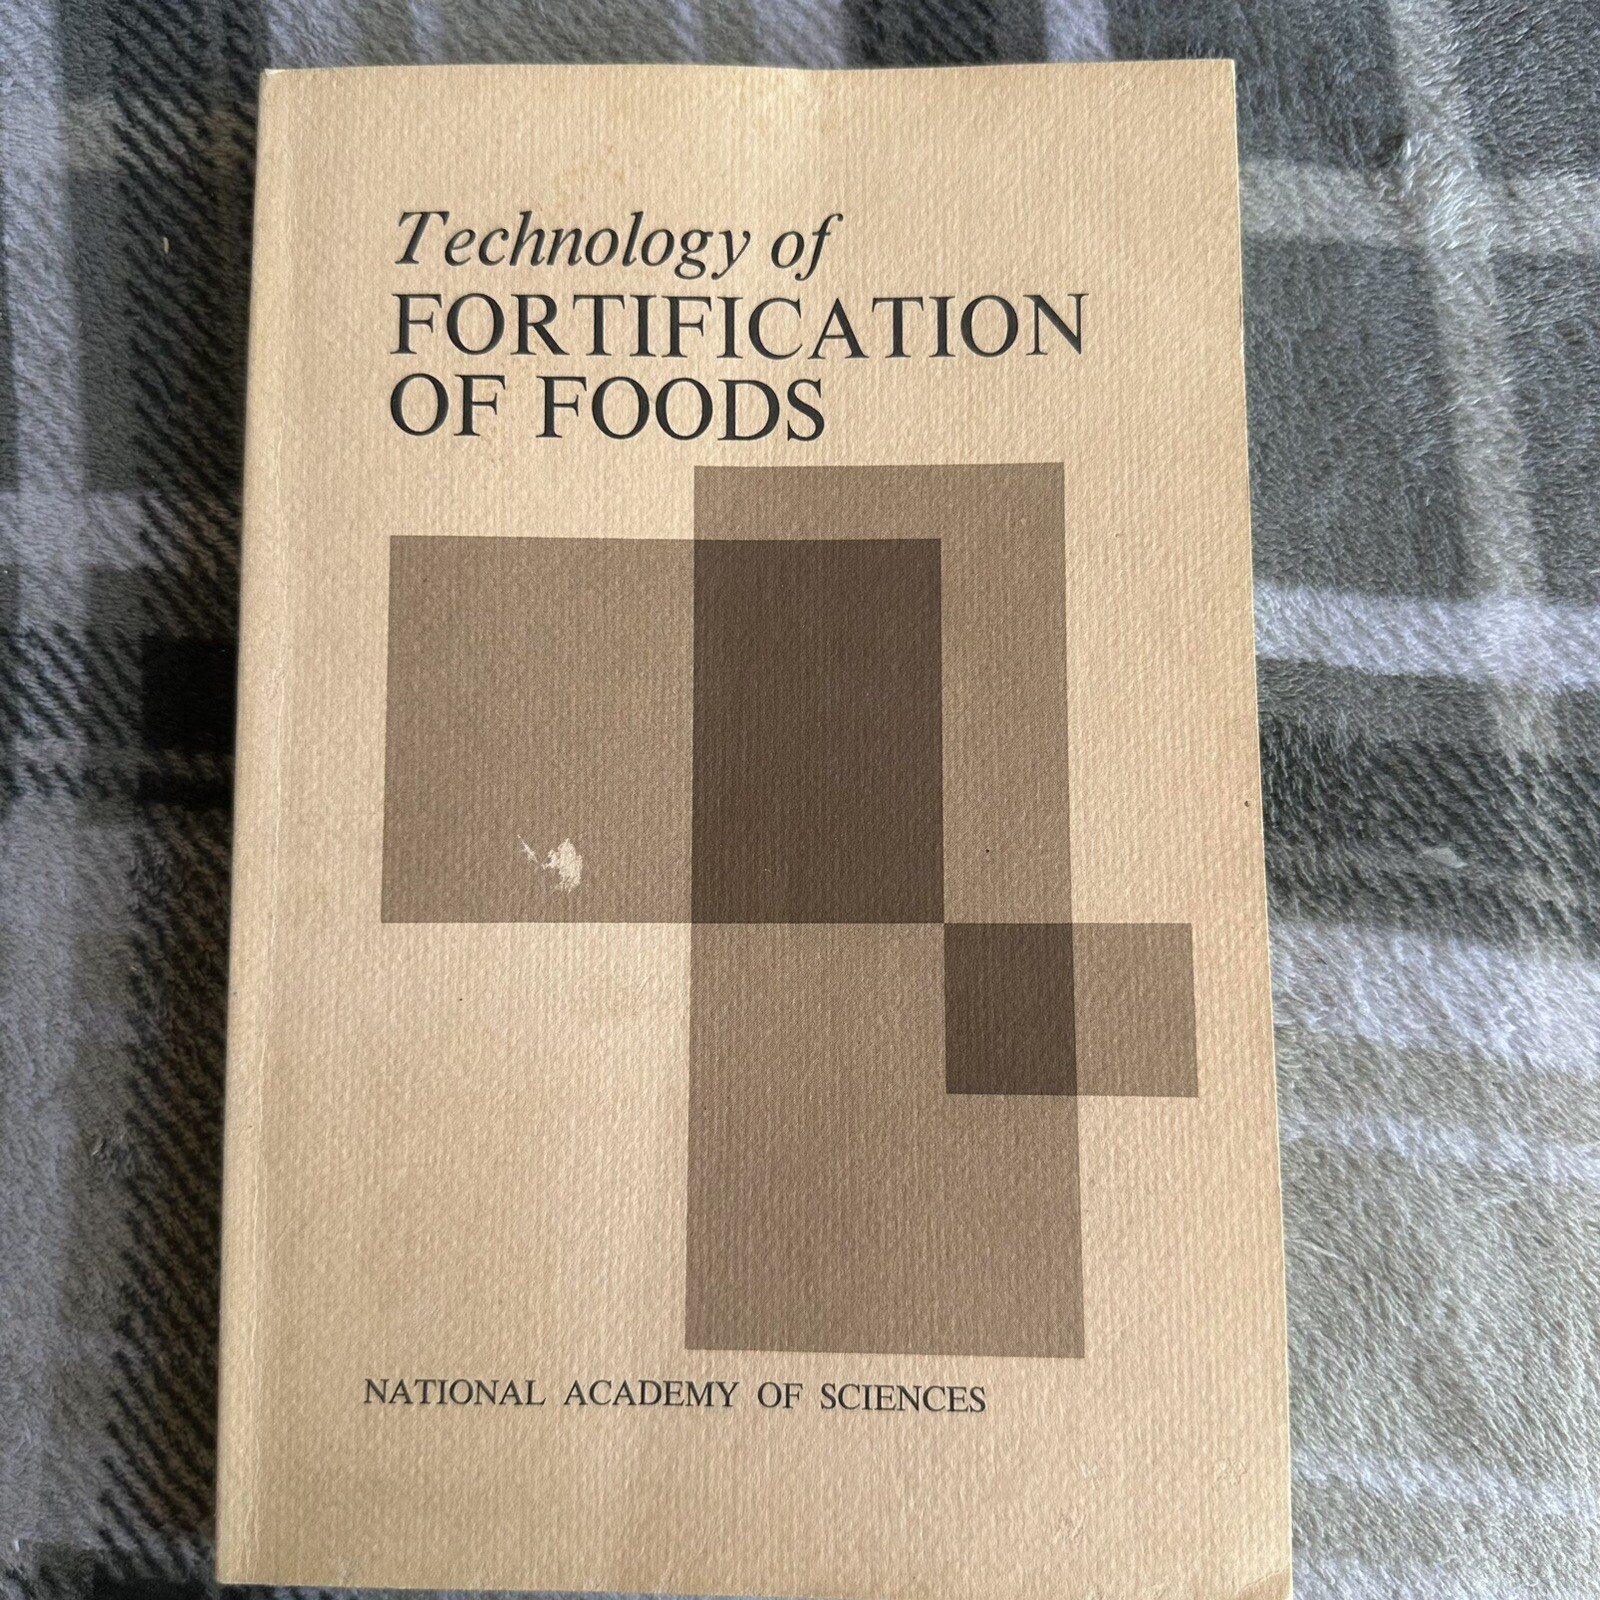 Technology of
FORTIFICATION
OF FOODS
NATIONAL ACADEMY OF SCIENCES